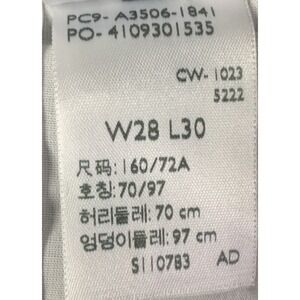 PC9- A3506-1841
PO- 4109301535
CW- 1023
5222
W28 L30
尺码:160/72A
호칭:70/97
허리둘레:70 cm
엉덩이둘레:97 cm
S110783 AD